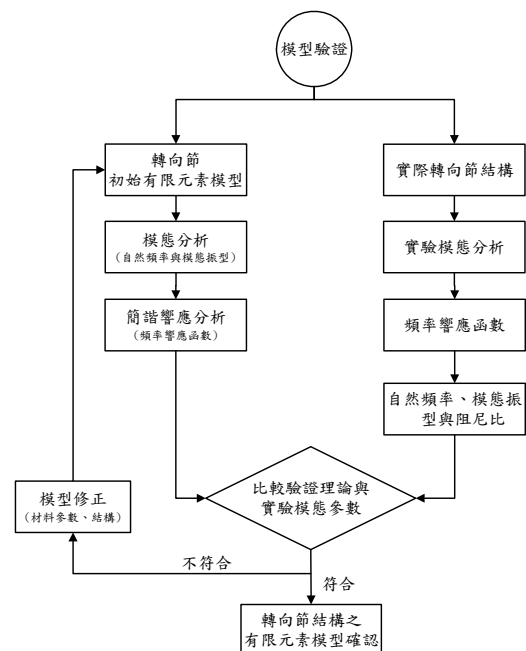 模型驗證
轉向節
初始有限元素模型
模態分析
(自然頻率與模態振型)
簡諧響應分析
(頻率響應函數)
實際轉向節結構
實驗模態分析
頻率響應函數
自然頻率、模態振
型與阻尼比
比較驗證理論與
實驗模態參數
模型修正
(材料參數、結構)
不符合
符合
轉向節結構之
有限元素模型確認